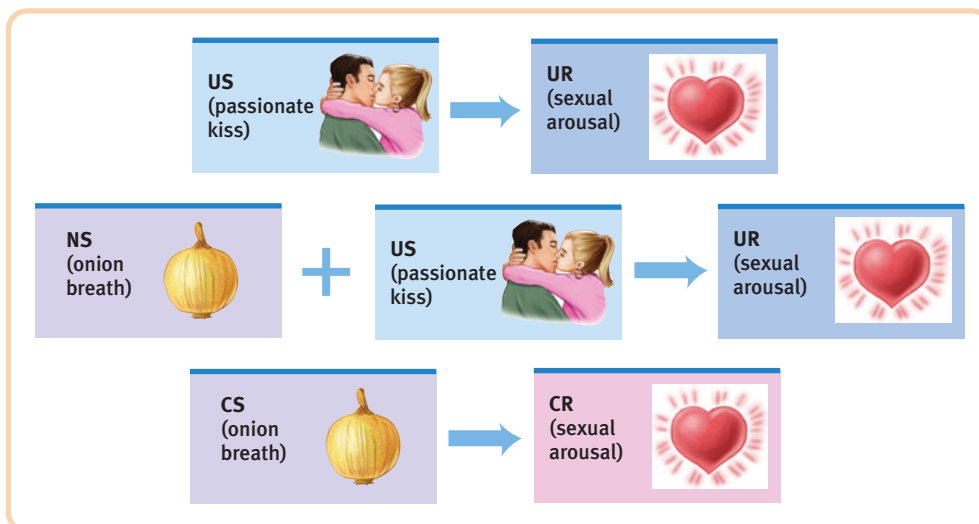 US
(passionate
kiss)
UR
(sexual
arousal)
NS
(onion
breath)
US
(passionate
kiss)
UR
(sexual
arousal)
CS
(onion
breath)
CR
(sexual
arousal)